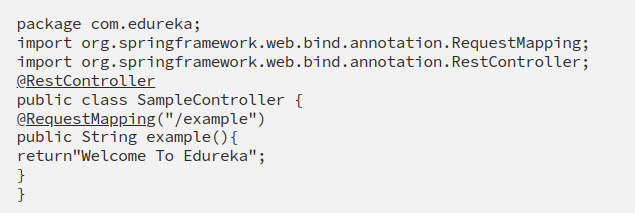 package com.edureka;
import org.springframework.web.bind.annotation.RequestMapping;
import org.springframework.web.bind.annotation.RestController;
@RestController
public class SampleController {
@RequestMapping("/example")
public String example(){
return"Welcome To Edureka";
}
}